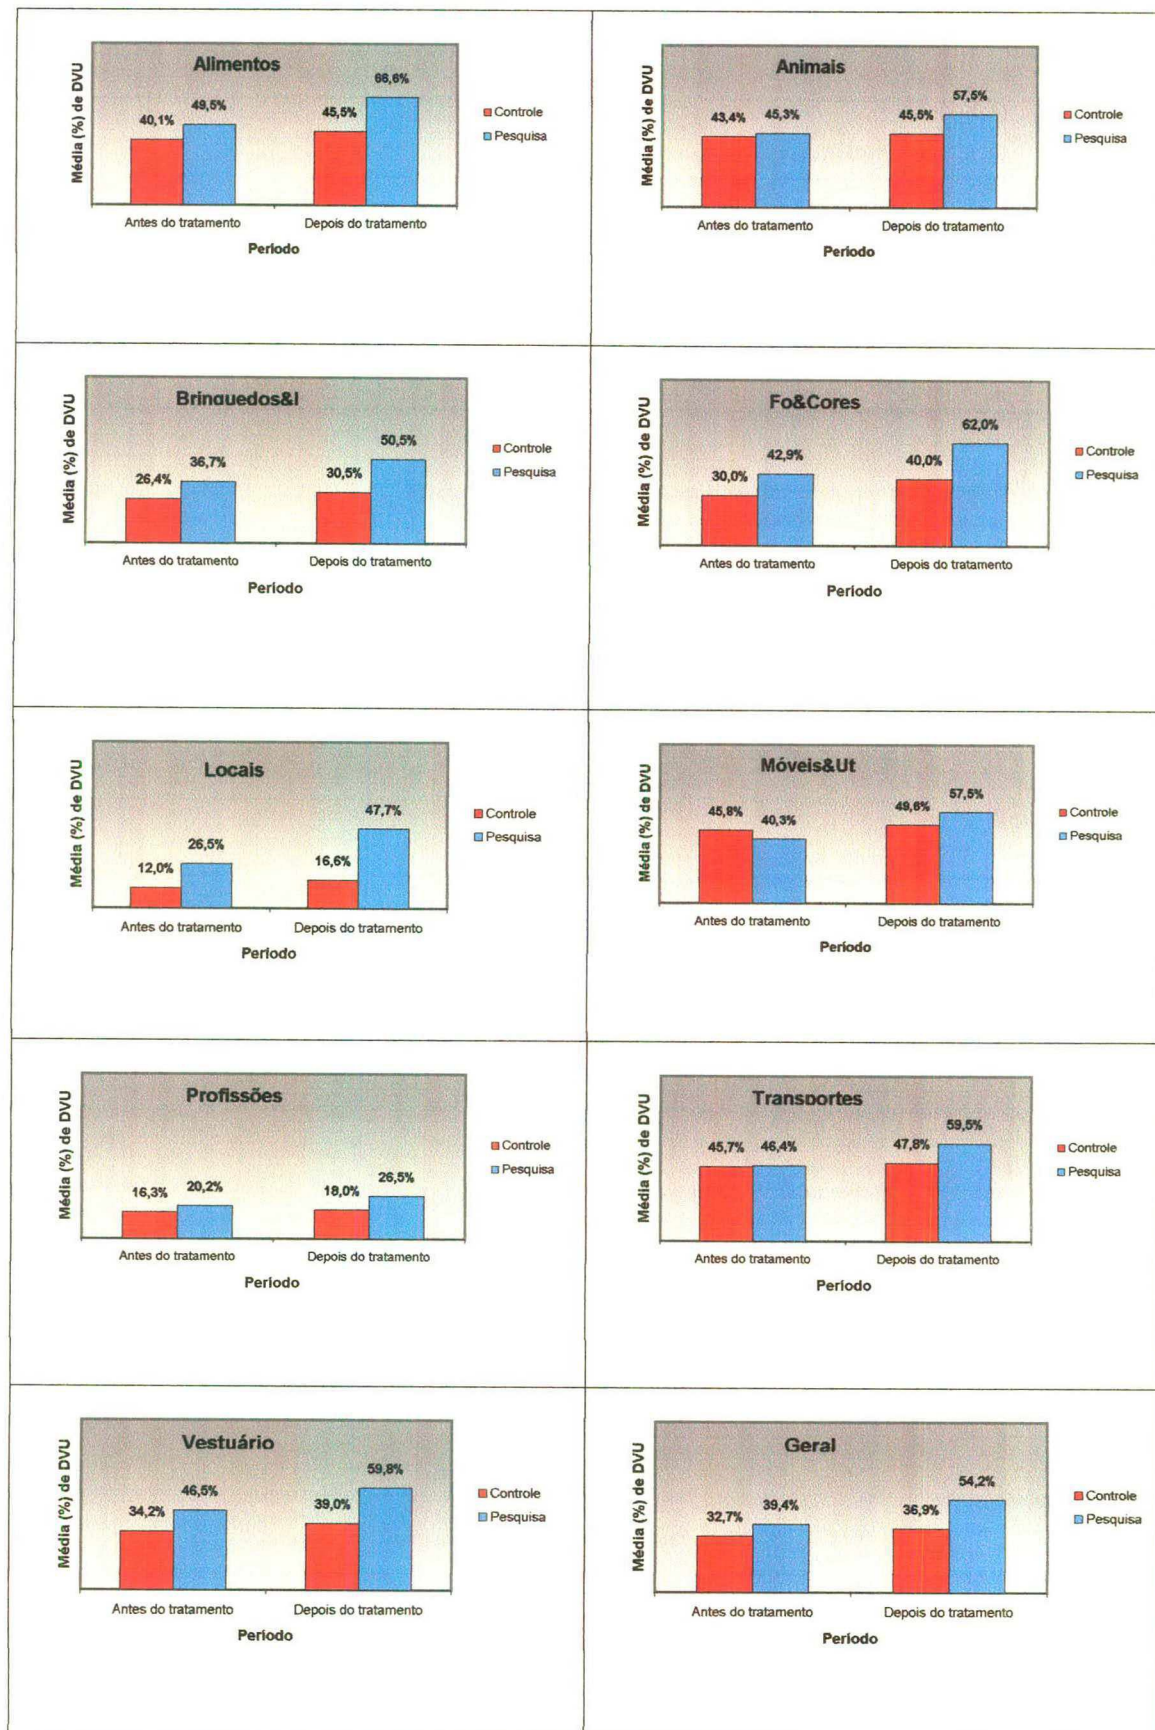 Alimentos
Média (%) de DVU
40,1%
49,5%
45,5%
66,6%
Controle
Pesquisa
Antes do tratamento
Depois do tratamento
Período
Animais
Média (%) de DVU
43,4%
45,3%
45,5%
57,5%
Controle
Pesquisa
Antes do tratamento
Depois do tratamento
Período
Brinquedos&I
Média (%) de DVU
26,4%
36,7%
30,5%
50,5%
Controle
Pesquisa
Antes do tratamento
Depois do tratamento
Período
Fo&Cores
Média (%) de DVU
30,0%
42,9%
40,0%
62,0%
Controle
Pesquisa
Antes do tratamento
Depois do tratamento
Período
Locais
Média (%) de DVU
12,0%
26,5%
16,6%
47,7%
Controle
Pesquisa
Antes do tratamento
Depois do tratamento
Período
Móveis&Ut
Média (%) de DVU
45,8%
40,3%
49,6%
57,5%
Controle
Pesquisa
Antes do tratamento
Depois do tratamento
Período
Profissões
Média (%) de DVU
16,3%
20,2%
18,0%
26,5%
Controle
Pesquisa
Antes do tratamento
Depois do tratamento
Período
Transportes
Média (%) de DVU
45,7%
46,4%
47,8%
59,5%
Controle
Pesquisa
Antes do tratamento
Depois do tratamento
Período
Vestuário
Média (%) de DVU
34,2%
46,5%
39,0%
59,8%
Controle
Pesquisa
Antes do tratamento
Depois do tratamento
Período
Geral
Média (%) de DVU
32,7%
39,4%
36,9%
54,2%
Controle
Pesquisa
Antes do tratamento
Depois do tratamento
Período